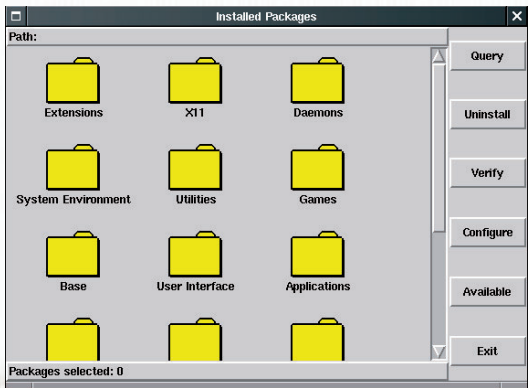 Installed Packages
Path:
Query
Extensions X11 Daemons
Uninstall
Verify
System Environment Utilities Games
Configure
Base User Interface Applications
Available
Exit
Packages selected: 0